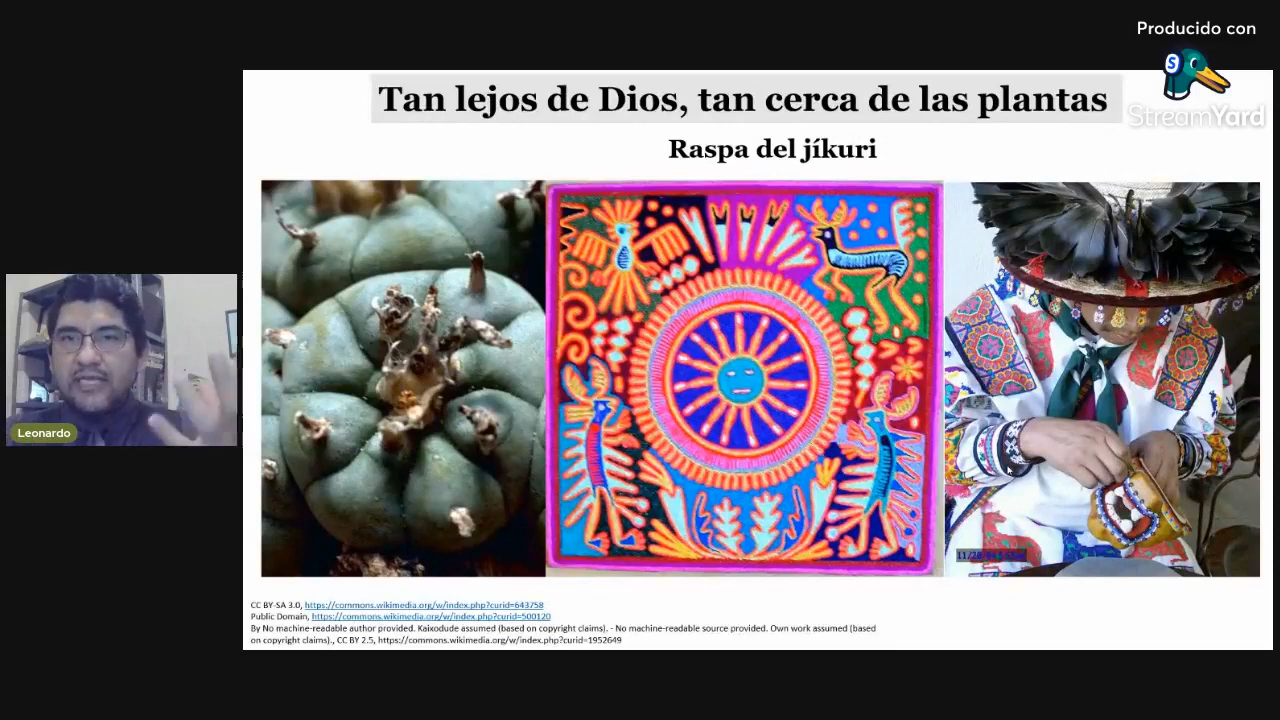 Producido con
StreamYard
Tan lejos de Dios, tan cerca de las plantas
Raspa del jíkuri
Leonardo
CC BY-SA 3.0, https://commons.wikimedia.org/w/index.php?curid=643758
Public Domain, https://commons.wikimedia.org/w/index.php?curid=500120
By No machine-readable author provided. Kaixodude assumed (based on copyright claims). - No machine-readable source provided. Own work assumed (based
on copyright claims)., CC BY 2.5, https://commons.wikimedia.org/w/index.php?curid=1952649